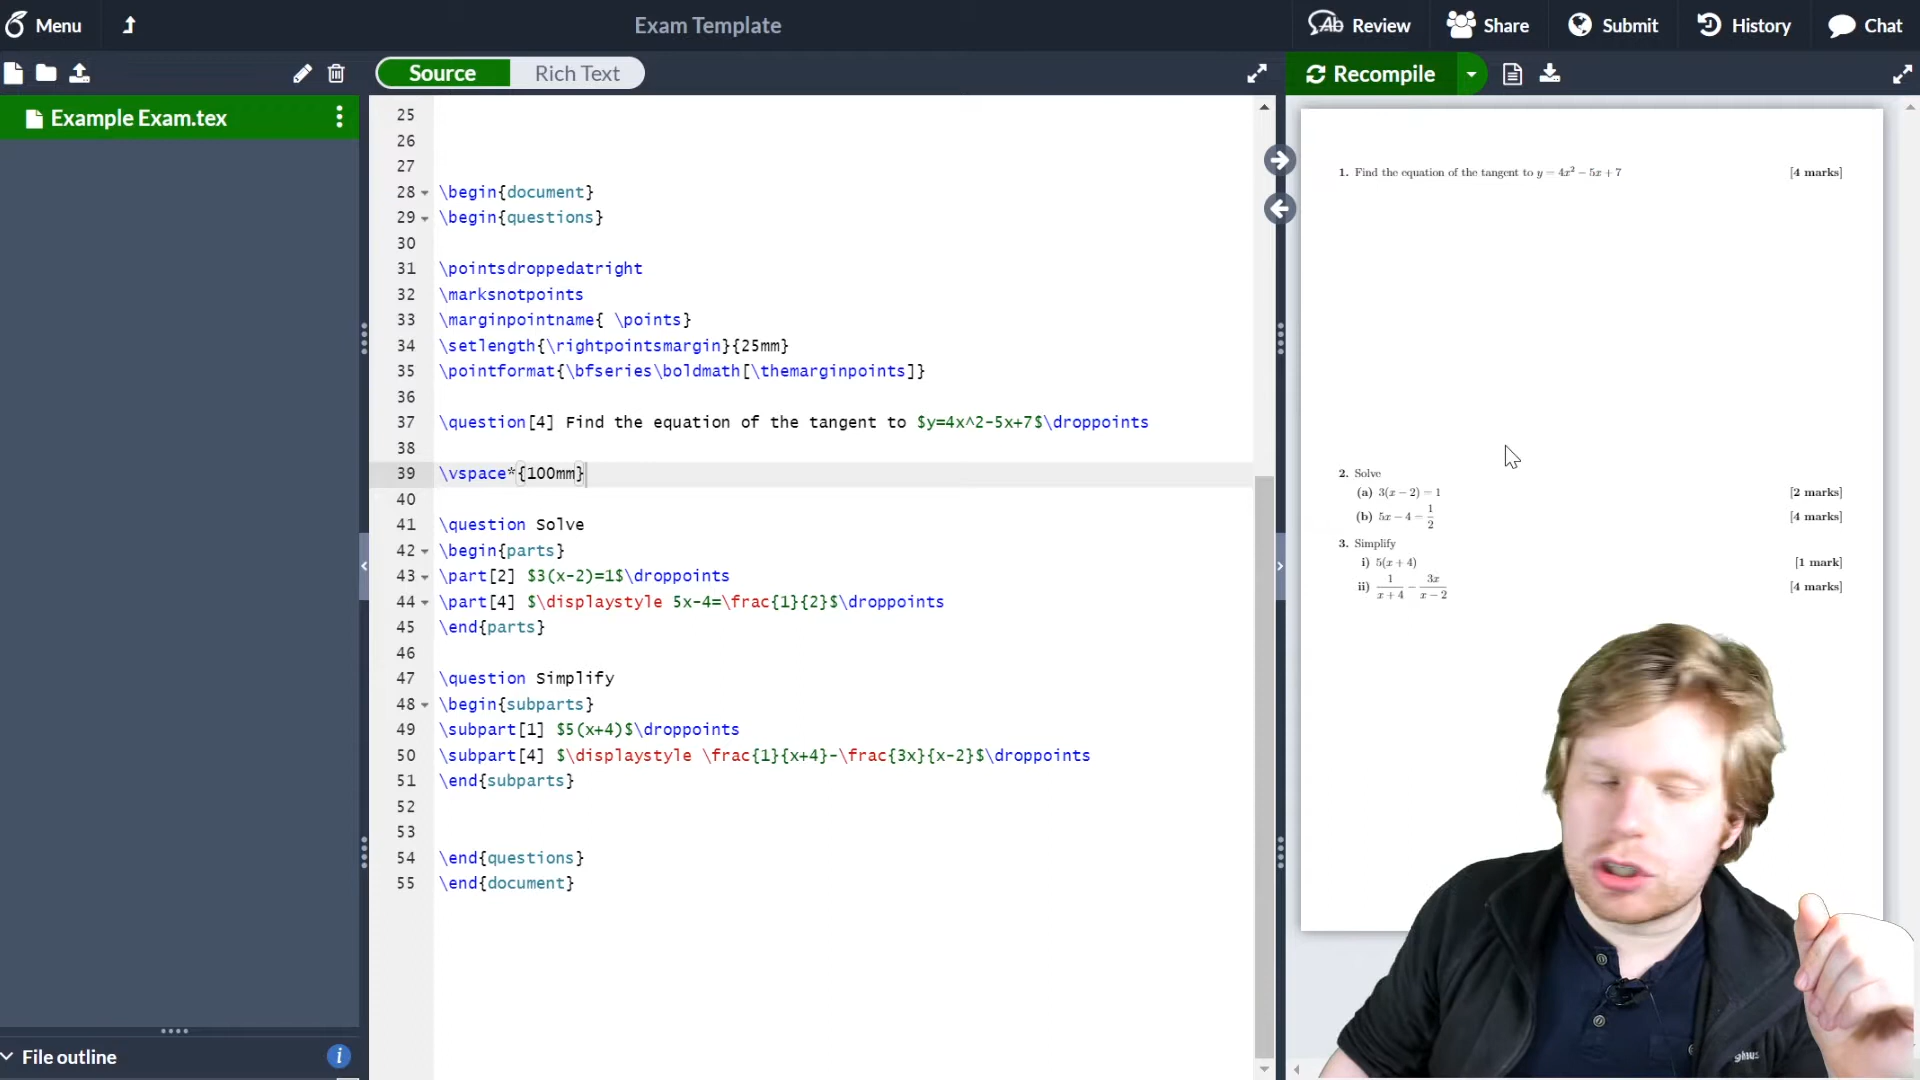 Menu
Exam Template
Review
Share
Submit
History
Chat
Source
Rich Text
Recompile
Example Exam.tex
25
26
27
28 \begin{document}
29 \begin{questions}
30
31 \pointsdroppedatright
32 \marksnotpoints
33 \marginpointname{ \points}
34 \setlength{\rightpointsmargin}{25mm}
35 \pointformat{\bfseries\boldmath[\themarginpoints]}
36
37 \question[4] Find the equation of the tangent to $y=4x^2-5x+7$\droppoints
38
39 \vspace*{100mm}
40
41 \question Solve
42 \begin{parts}
43 \part[2] $3(x-2)=1$\droppoints
44 \part[4] $\displaystyle 5x-4=\frac{1}{2}$\droppoints
45 \end{parts}
46
47 \question Simplify
48 \begin{subparts}
49 \subpart[1] $5(x+4)$\droppoints
50 \subpart[4] $\displaystyle \frac{1}{x+4}-\frac{3x}{x-2}$\droppoints
51 \end{subparts}
52
53
54 \end{questions}
55 \end{document}
File outline
1. Find the equation of the tangent to y = 4x² − 5x + 7 [4 marks]
2. Solve
(a) 3(x − 2) = 1 [2 marks]
(b) 5x − 4 = 1/2 [4 marks]
3. Simplify
i) 5(x + 4) [1 mark]
ii) 1/(x + 4) − 3x/(x − 2) [4 marks]